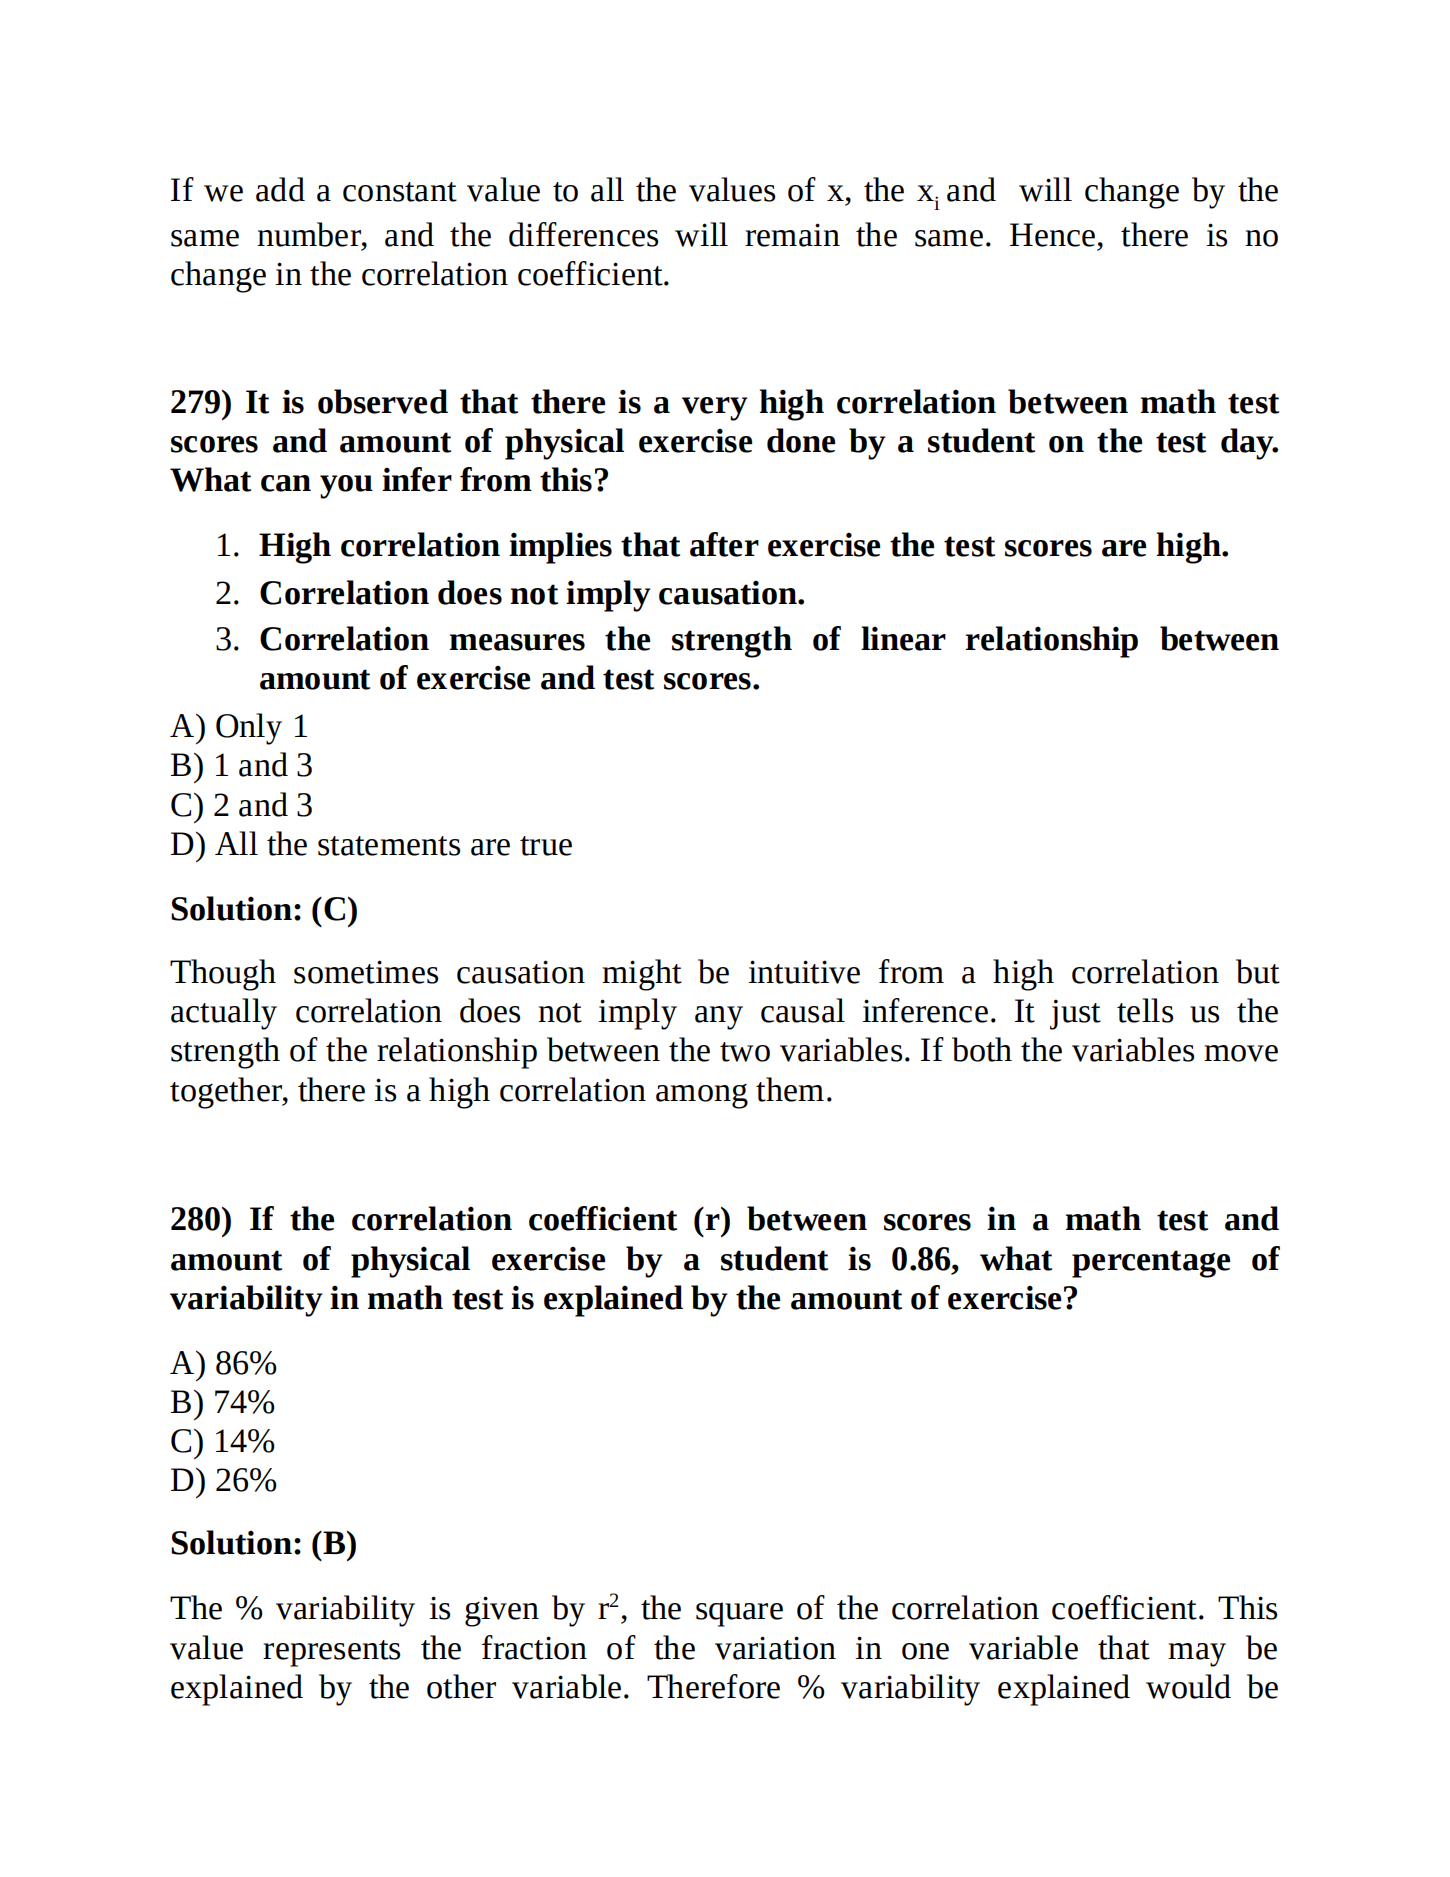 If we add a constant value to all the values of x, the xi and  will change by the
same number, and the differences will remain the same. Hence, there is no
change in the correlation coefficient.
279) It is observed that there is a very high correlation between math test
scores and amount of physical exercise done by a student on the test day.
What can you infer from this?
1. High correlation implies that after exercise the test scores are high.
2. Correlation does not imply causation.
3. Correlation measures the strength of linear relationship between
amount of exercise and test scores.
A) Only 1
B) 1 and 3
C) 2 and 3
D) All the statements are true
Solution: (C)
Though sometimes causation might be intuitive from a high correlation but
actually correlation does not imply any causal inference. It just tells us the
strength of the relationship between the two variables. If both the variables move
together, there is a high correlation among them.
280) If the correlation coefficient (r) between scores in a math test and
amount of physical exercise by a student is 0.86, what percentage of
variability in math test is explained by the amount of exercise?
A) 86%
B) 74%
C) 14%
D) 26%
Solution: (B)
The % variability is given by r², the square of the correlation coefficient. This
value represents the fraction of the variation in one variable that may be
explained by the other variable. Therefore % variability explained would be